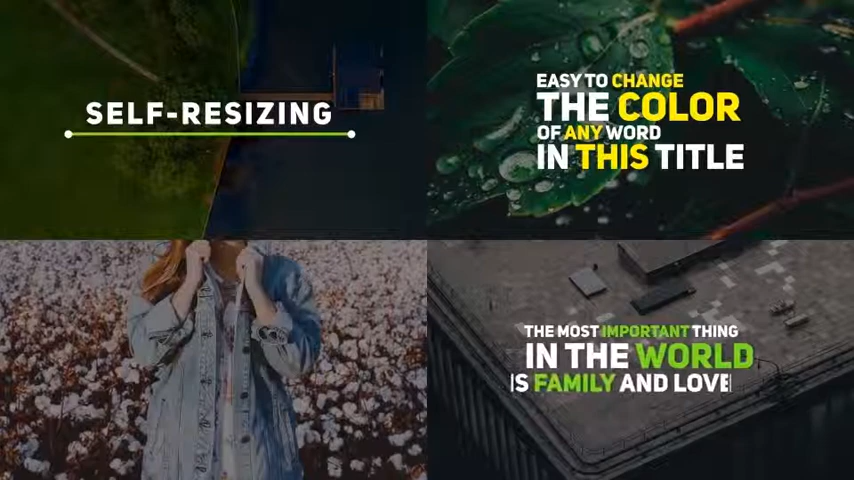 SELF-RESIZING
EASY TO CHANGE
THE COLOR
OF ANY WORD
IN THIS TITLE
THE MOST IMPORTANT THING
IN THE WORLD
IS FAMILY AND LOVE